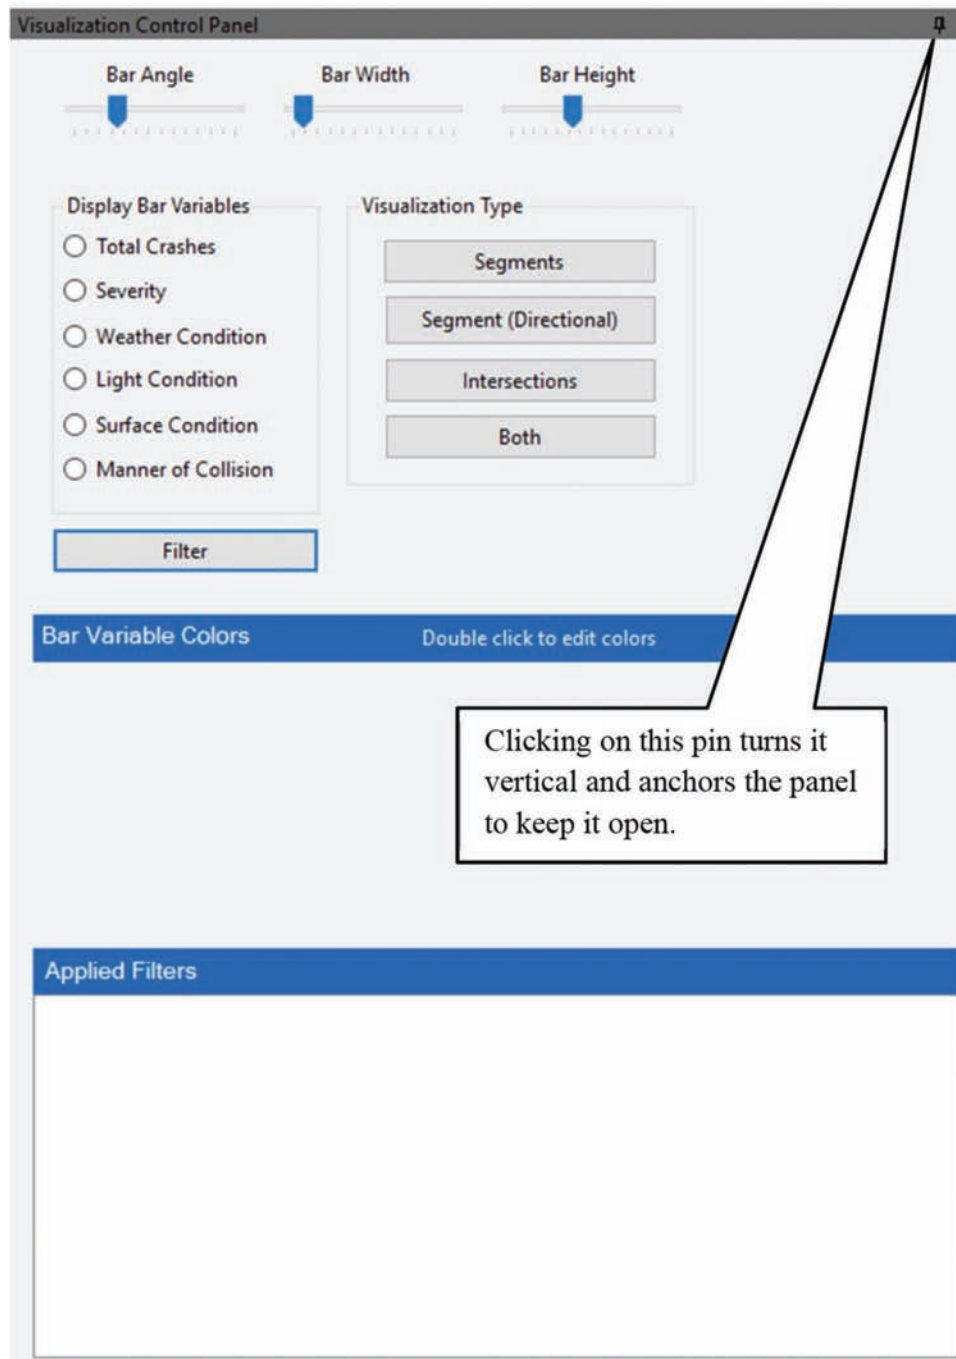 Visualization Control Panel
Bar Angle
Bar Width
Bar Height
Display Bar Variables
Total Crashes
Severity
Weather Condition
Light Condition
Surface Condition
Manner of Collision
Filter
Visualization Type
Segments
Segment (Directional)
Intersections
Both
Bar Variable Colors
Double click to edit colors
Clicking on this pin turns it
vertical and anchors the panel
to keep it open.
Applied Filters